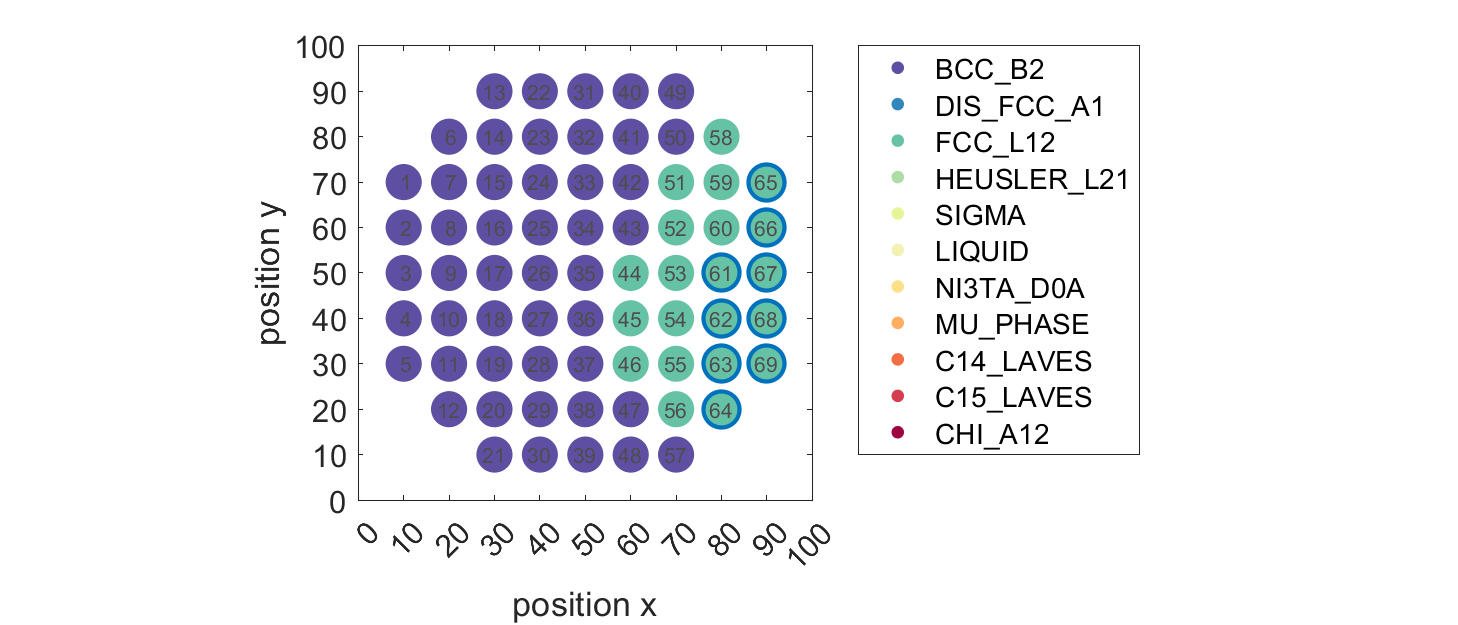 100
90
80
70
60
50
40
30
20
10
0
position y
13 22 31 40 49
6 14 23 32 41 50 58
1 7 15 24 33 42 51 59 65
2 8 16 25 34 43 52 60 66
3 9 17 26 35 44 53 61 67
4 10 18 27 36 45 54 62 68
5 11 19 28 37 46 55 63 69
12 20 29 38 47 56 64
21 30 39 48 57
0 10 20 30 40 50 60 70 80 90 100
position x
BCC_B2
DIS_FCC_A1
FCC_L12
HEUSLER_L21
SIGMA
LIQUID
NI3TA_D0A
MU_PHASE
C14_LAVES
C15_LAVES
CHI_A12